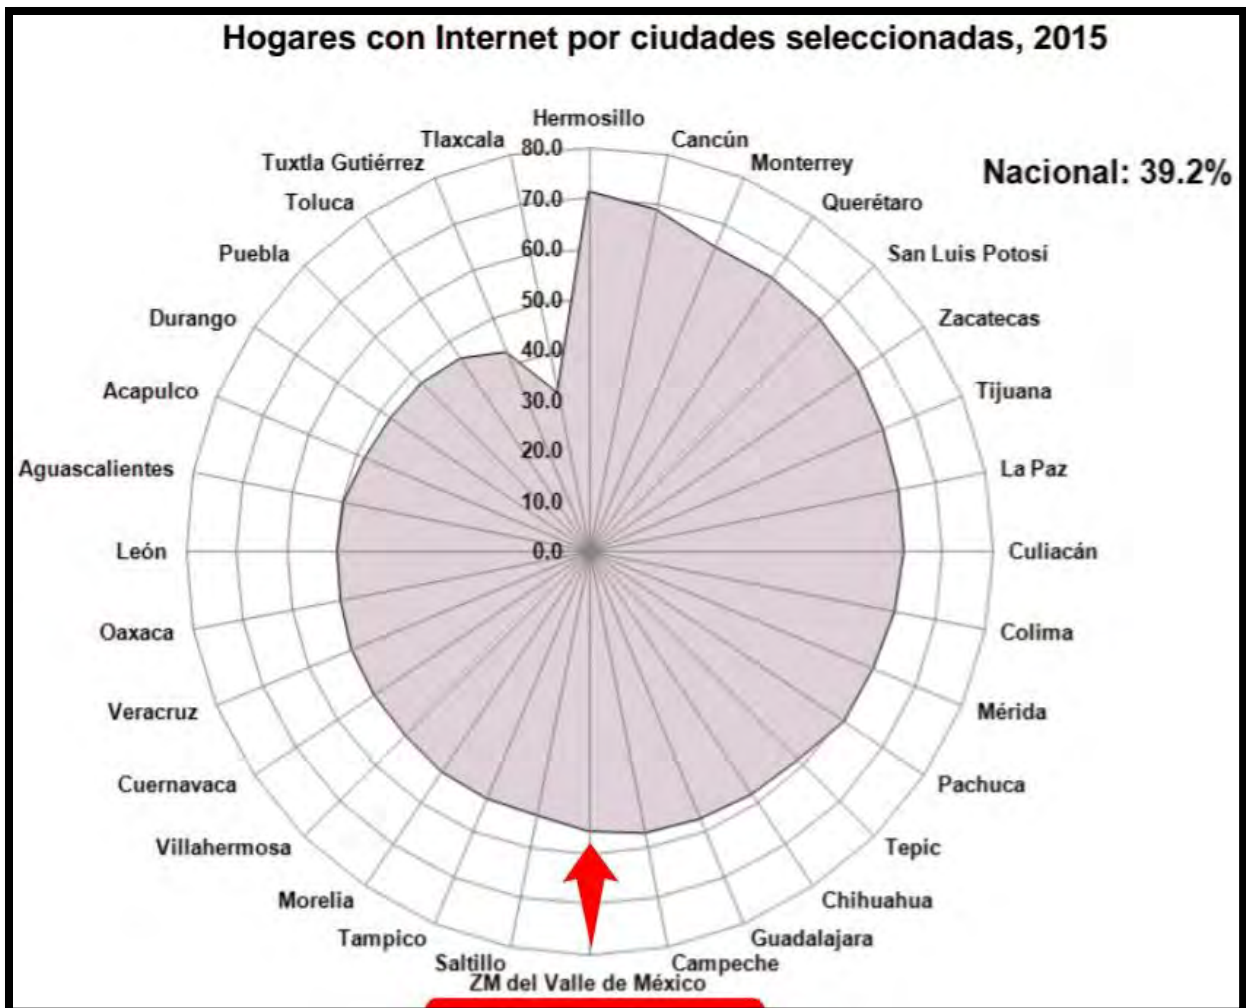 Hogares con Internet por ciudades seleccionadas, 2015
Nacional: 39.2%
Hermosillo
Cancún
Monterrey
Querétaro
San Luis Potosí
Zacatecas
Tijuana
La Paz
Culiacán
Colima
Mérida
Pachuca
Tepic
Chihuahua
Guadalajara
Campeche
ZM del Valle de México
Saltillo
Tampico
Morelia
Villahermosa
Cuernavaca
Veracruz
Oaxaca
León
Aguascalientes
Acapulco
Durango
Puebla
Toluca
Tuxtla Gutiérrez
Tlaxcala
80.0
70.0
60.0
50.0
40.0
30.0
20.0
10.0
0.0